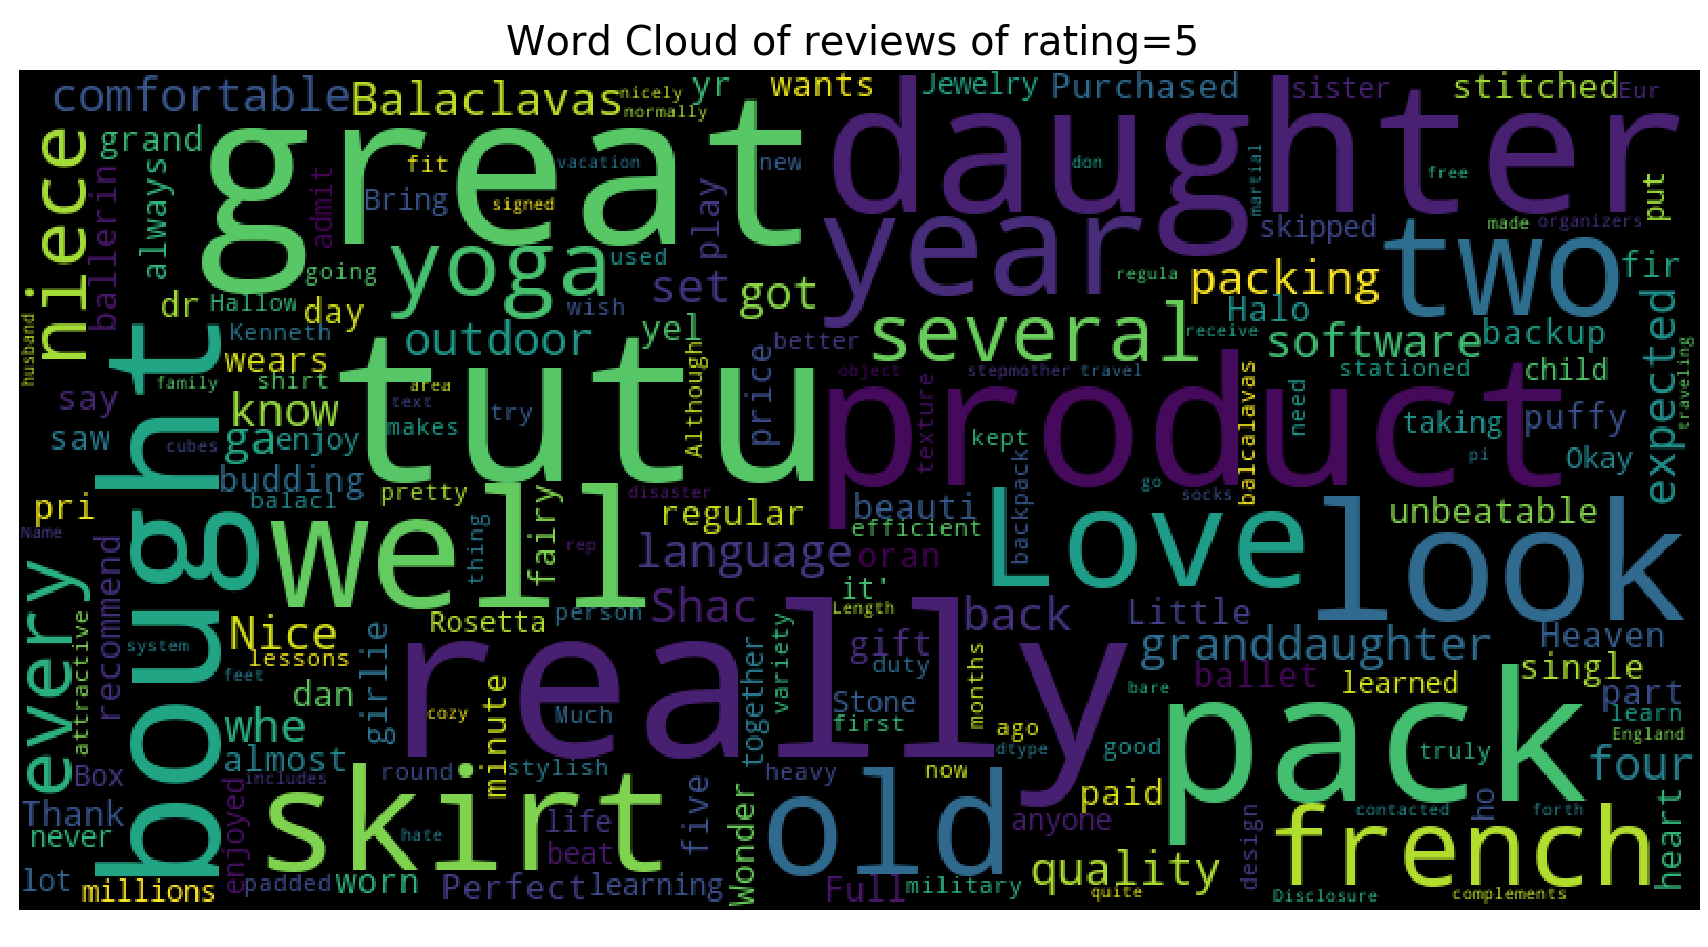 Word Cloud of reviews of rating=5
comfortable
Balaclavas
nicely
normally
yr
wants
Jewelry
Purchased
sister
stitched
Eur
grand
great
daughter
niece
ballerin
always
admit
fit
vacation
new
don
martial
free
put
Bring
signed
play
year
skipped
made
organizers
two
going
yoga
used
set
got
regula
packing
fir
dr
Hallow
day
wish
Halo
husband
bought
Kenneth
outdoor
yel
better
several
receive
software
backup
expected
traveling
wears
family
shirt
tutu
area
Although
price
object
stepmother
travel
stationed
child
say
know
text
try
makes
texture
product
balcalavas
need
taking
puffy
saw
cubes
ga
enjoy
kept
pi
Okay
budding
balacl
pretty
disaster
beauti
backpack
go
socks
pri
Name
well
thing
fairy
regular
efficient
Love
look
unbeatable
rep
language
oran
every
attractive
recommend
it'
Length
system
Nice
lessons
Rosetta
person
Shac
back
Little
granddaughter
Heaven
feet
girlie
really
together
variety
gift
duty
months
bare
ballet
learned
single
part
dan
cozy
minute
Much
Stone
first
ago
dtype
good
pack
truly
learn
England
whe
almost
Box
includes
round
stylish
heavy
now
four
Thank
enjoyed
skirt
hate
life
five
Wonder
old
paid
anyone
contacted
ho
forth
heart
never
beat
design
french
lot
millions
padded
worn
Perfect
learning
Full
military
quality
quite
Disclosure
complements